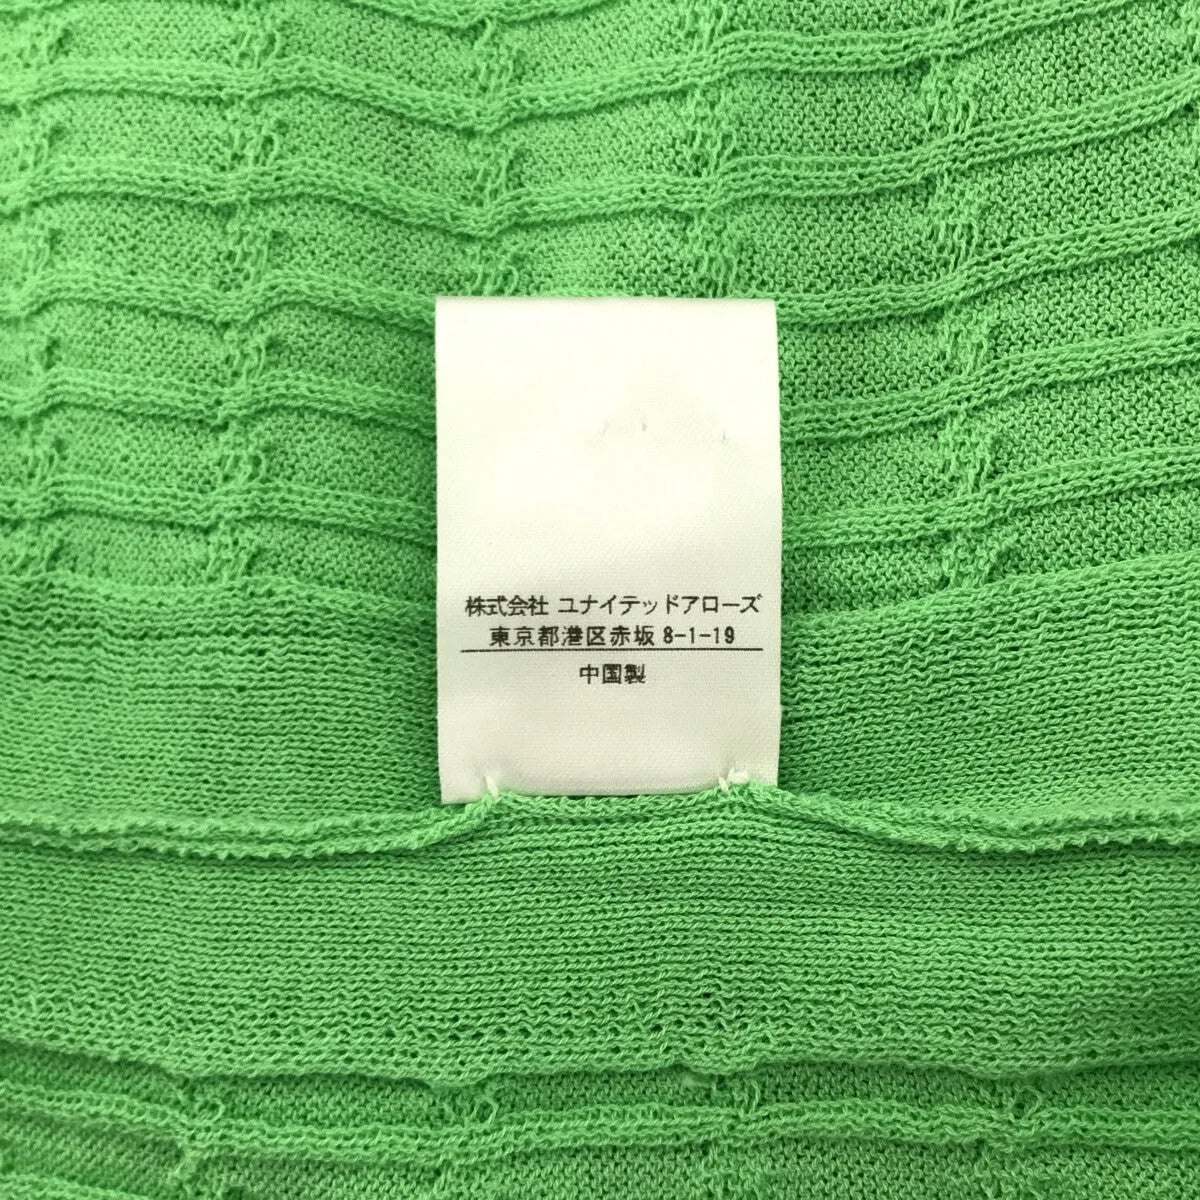 株式会社 ユナイテッドアローズ
東京都港区赤坂 8-1-19
中国製